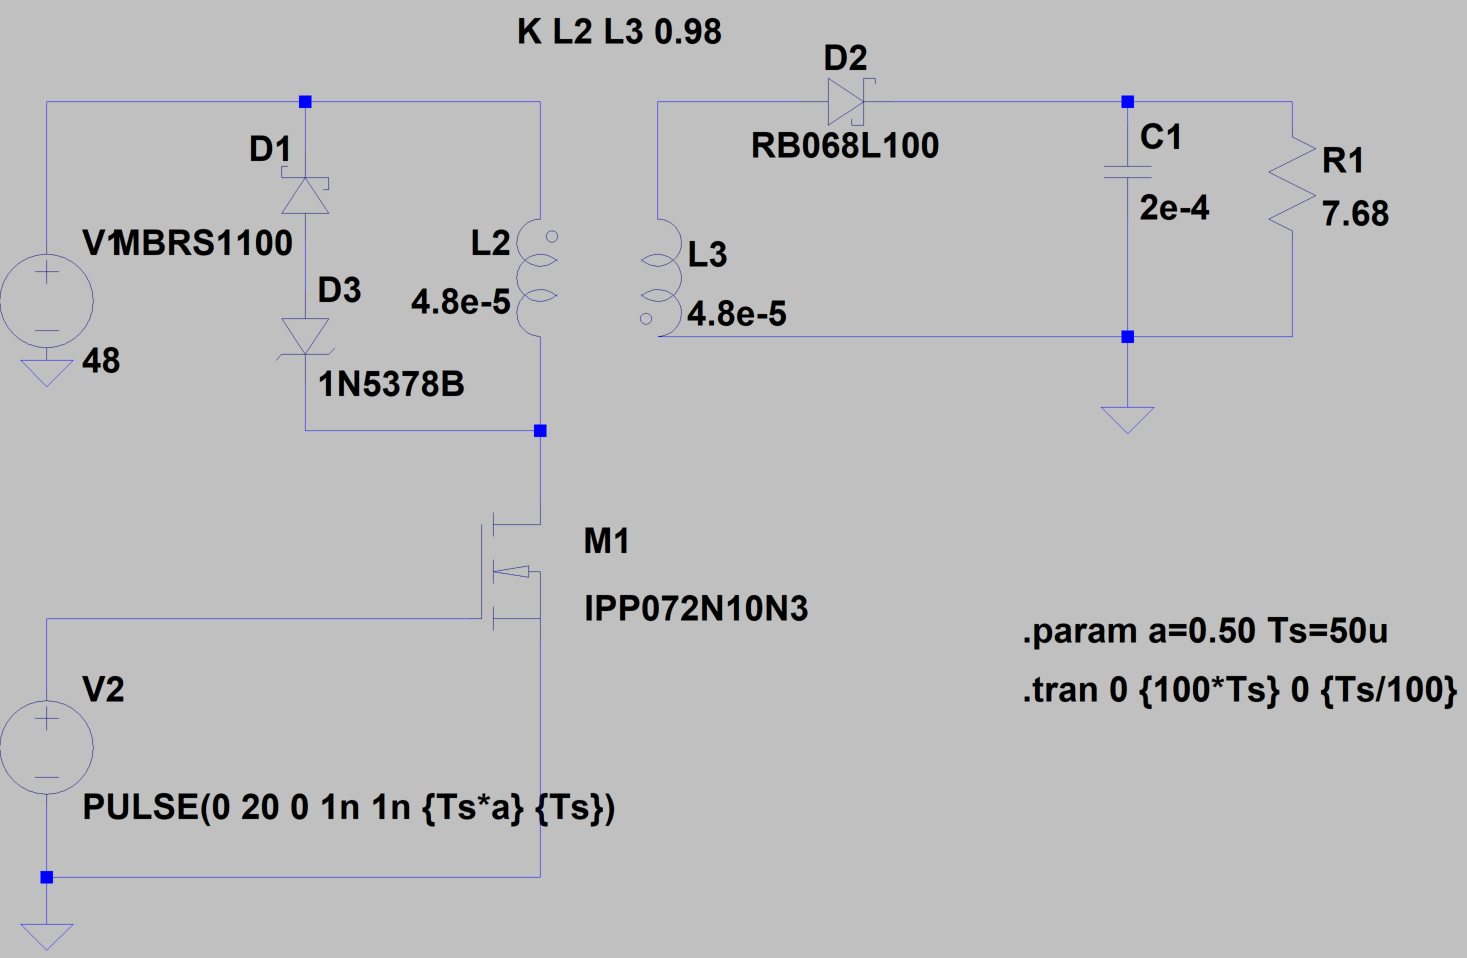 K L2 L3 0.98
D2
RB068L100
D1
C1
R1
2e-4
7.68
V1
MBRS1100
L2
L3
D3
4.8e-5
4.8e-5
48
1N5378B
M1
IPP072N10N3
.param a=0.50 Ts=50u
V2
.tran 0 {100*Ts} 0 {Ts/100}
PULSE(0 20 0 1n 1n {Ts*a} {Ts})